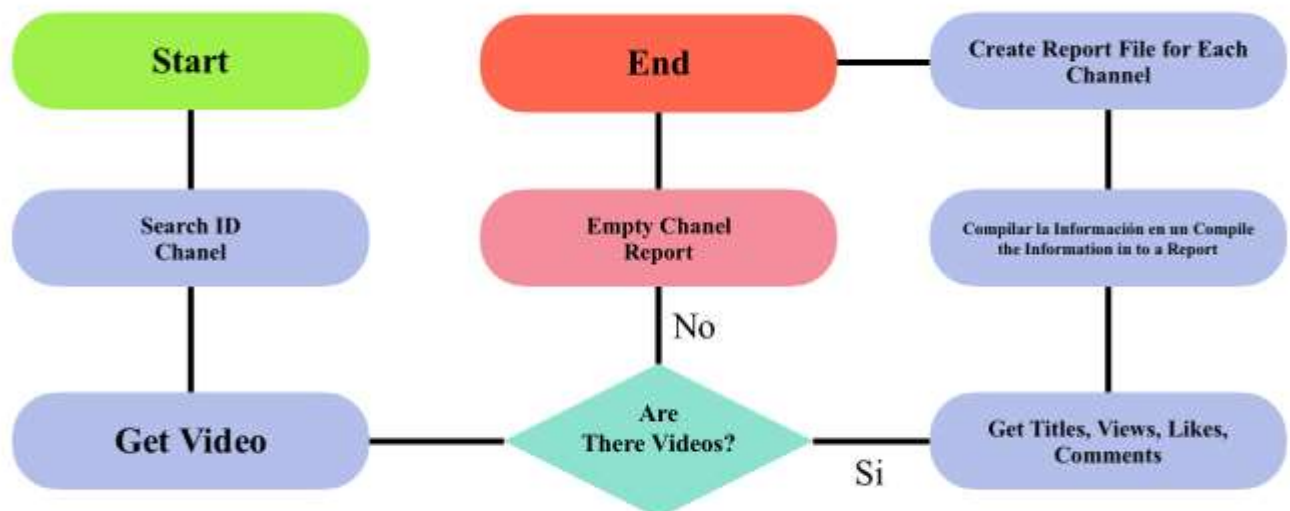 Start
End
Create Report File for Each
Channel
Search ID
Chanel
Empty Chanel
Report
Compilar la Información en un Compile
the Information in to a Report
No
Get Video
Are
There Videos?
Si
Get Titles, Views, Likes,
Comments